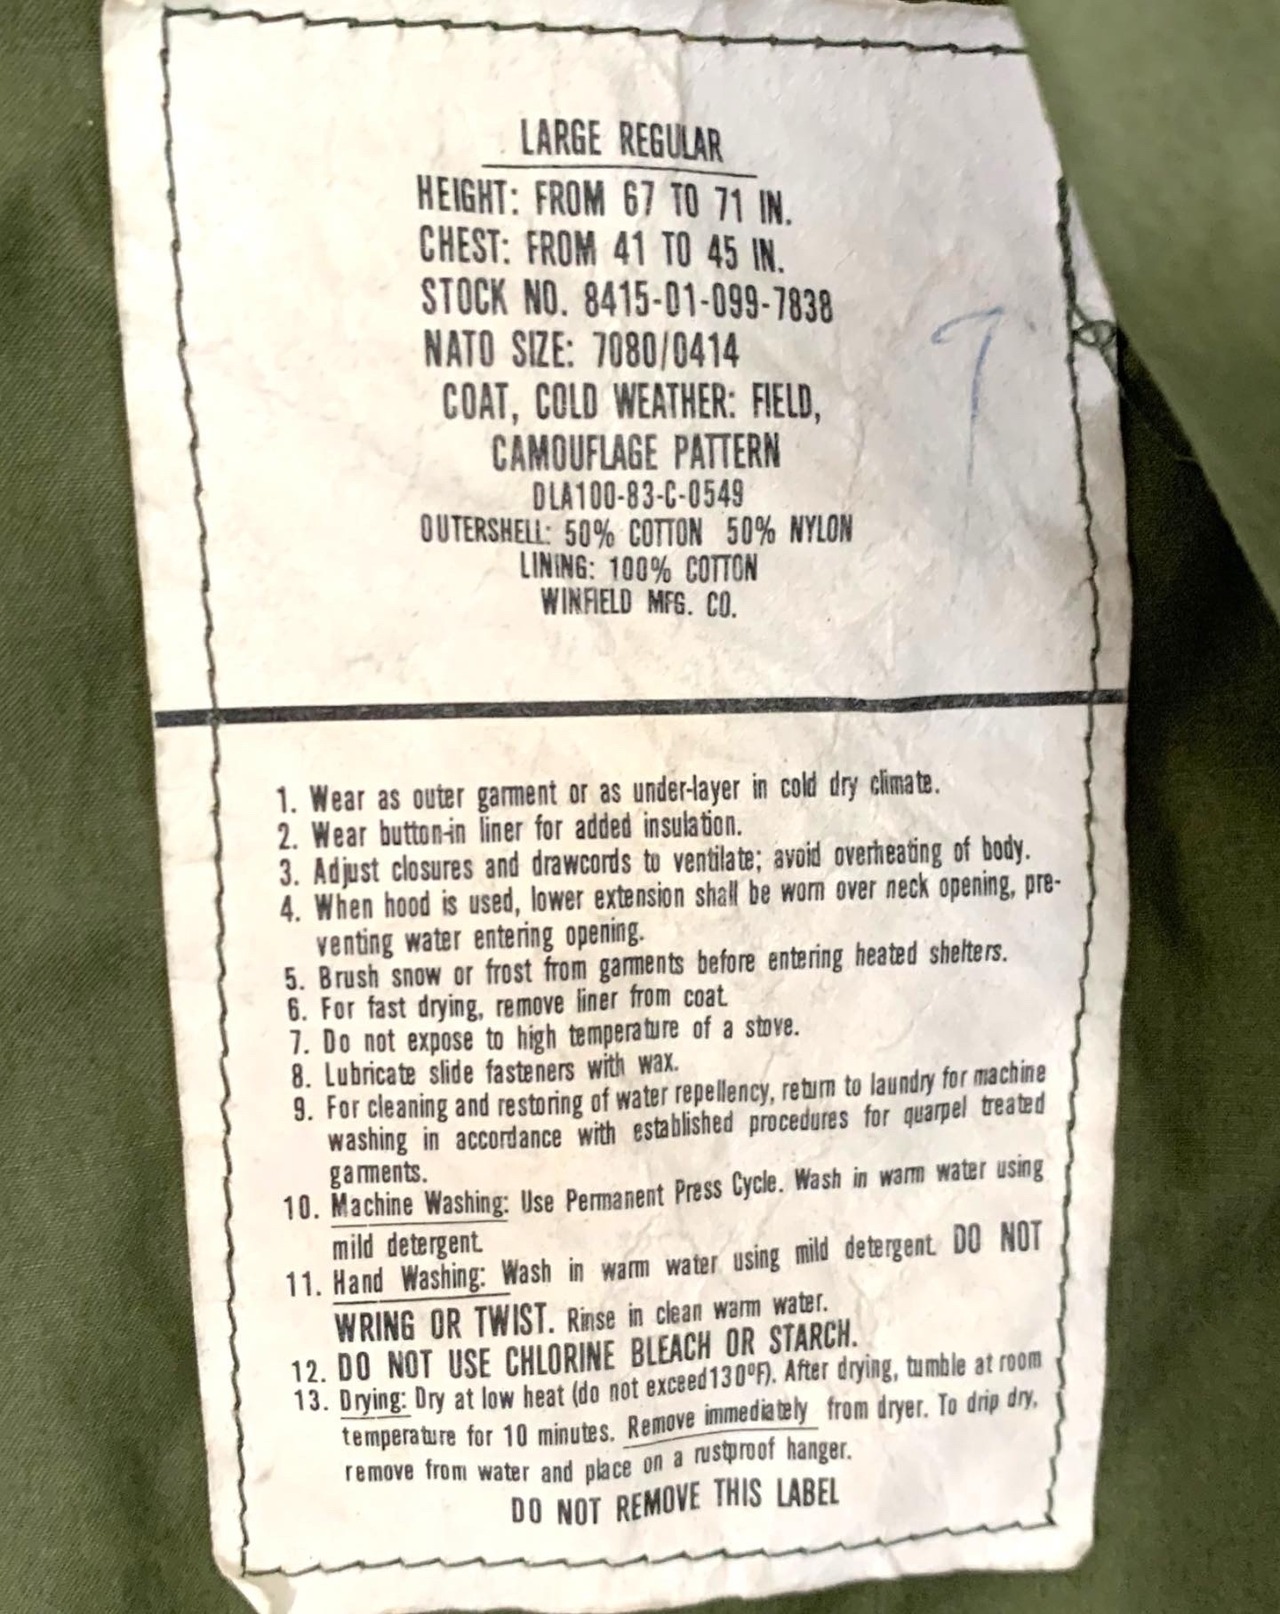 LARGE REGULAR
HEIGHT: FROM 67 TO 71 IN.
CHEST: FROM 41 TO 45 IN.
STOCK NO. 8415-01-099-7838
NATO SIZE: 7080/0414
COAT, COLD WEATHER: FIELD,
CAMOUFLAGE PATTERN
DLA100-83-C-0549
OUTERSHELL: 50% COTTON 50% NYLON
LINING: 100% COTTON
WINFIELD MFG. CO.
1. Wear as outer garment or as under-layer in cold dry climate.
2. Wear button-in liner for added insulation.
3. Adjust closures and drawcords to ventilate; avoid overheating of body.
4. When hood is used, lower extension shall be worn over neck opening, pre-
venting water entering opening.
5. Brush snow or frost from garments before entering heated shelters.
6. For fast drying, remove liner from coat.
7. Do not expose to high temperature of a stove.
8. Lubricate slide fasteners with wax.
9. For cleaning and restoring of water repellency, return to laundry for machine
washing in accordance with established procedures for quarpel treated
garments.
10. Machine Washing: Use Permanent Press Cycle. Wash in warm water using
mild detergent.
11. Hand Washing: Wash in warm water using mild detergent. DO NOT
WRING OR TWIST. Rinse in clean warm water.
12. DO NOT USE CHLORINE BLEACH OR STARCH.
13. Drying: Dry at low heat (do not exceed 130°F). After drying, tumble at room
temperature for 10 minutes. Remove immediately from dryer. To drip dry,
remove from water and place on a rustproof hanger.
DO NOT REMOVE THIS LABEL